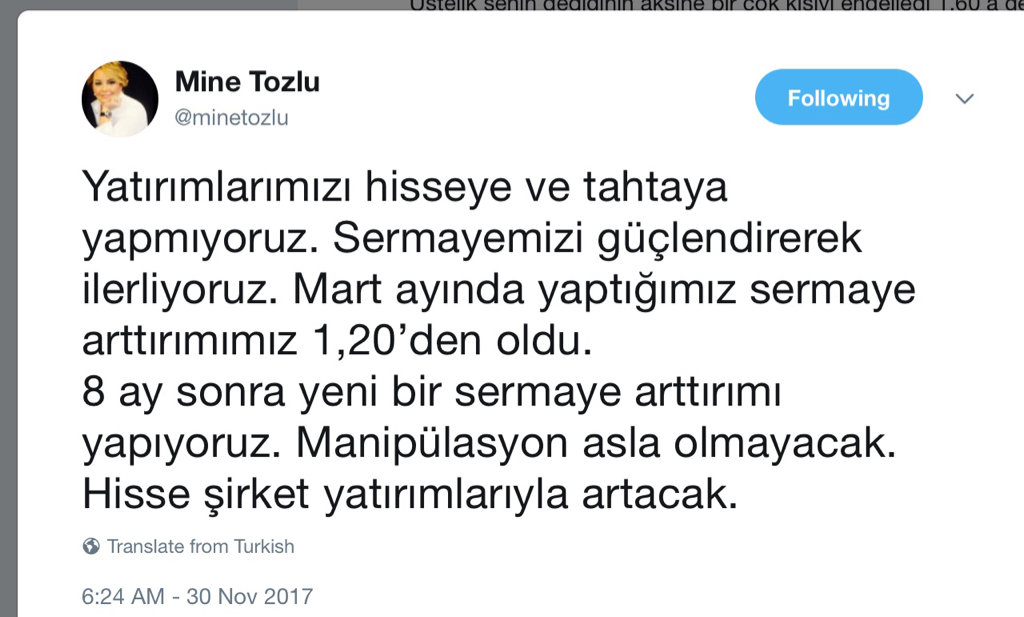 Üstelik senin dediğinin aksine bir çok kişiyi engelledi 1.60'a
Mine Tozlu
@minetozlu
Following
Yatırımlarımızı hisseye ve tahtaya
yapmıyoruz. Sermayemizi güçlendirerek
ilerliyoruz. Mart ayında yaptığımız sermaye
arttırımımız 1,20’den oldu.
8 ay sonra yeni bir sermaye arttırımı
yapıyoruz. Manipülasyon asla olmayacak.
Hisse şirket yatırımlarıyla artacak.
Translate from Turkish
6:24 AM - 30 Nov 2017